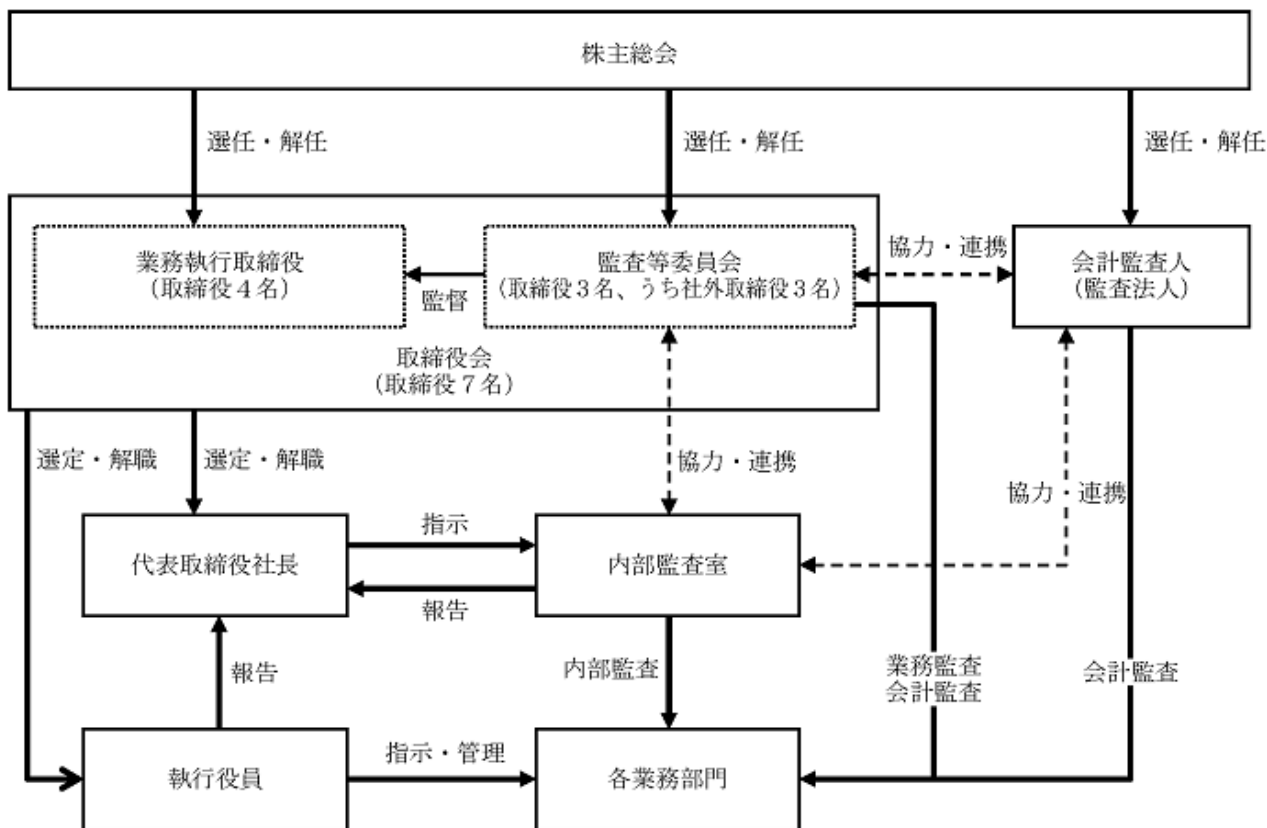 株主総会
選任・解任
選任・解任
選任・解任
業務執行取締役
(取締役４名)
監督
監査等委員会
(取締役３名、うち社外取締役３名)
協力・連携
会計監査人
(監査法人)
取締役会
(取締役７名)
選定・解職
選定・解職
協力・連携
協力・連携
代表取締役社長
指示
報告
内部監査室
報告
内部監査
業務監査
会計監査
会計監査
執行役員
指示・管理
各業務部門